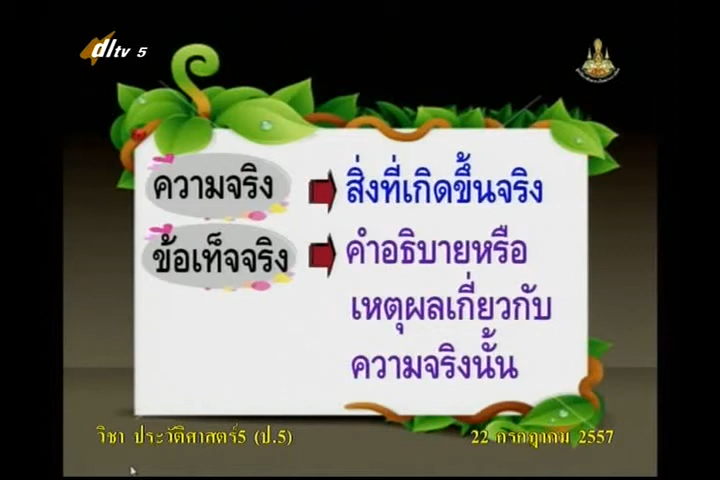 dltv 5
ความจริง
สิ่งที่เกิดขึ้นจริง
ข้อเท็จจริง
คำอธิบายหรือ
เหตุผลเกี่ยวกับ
ความจริงนั้น
วิชา ประวัติศาสตร์5 (ป.5)
22 กรกฎาคม 2557